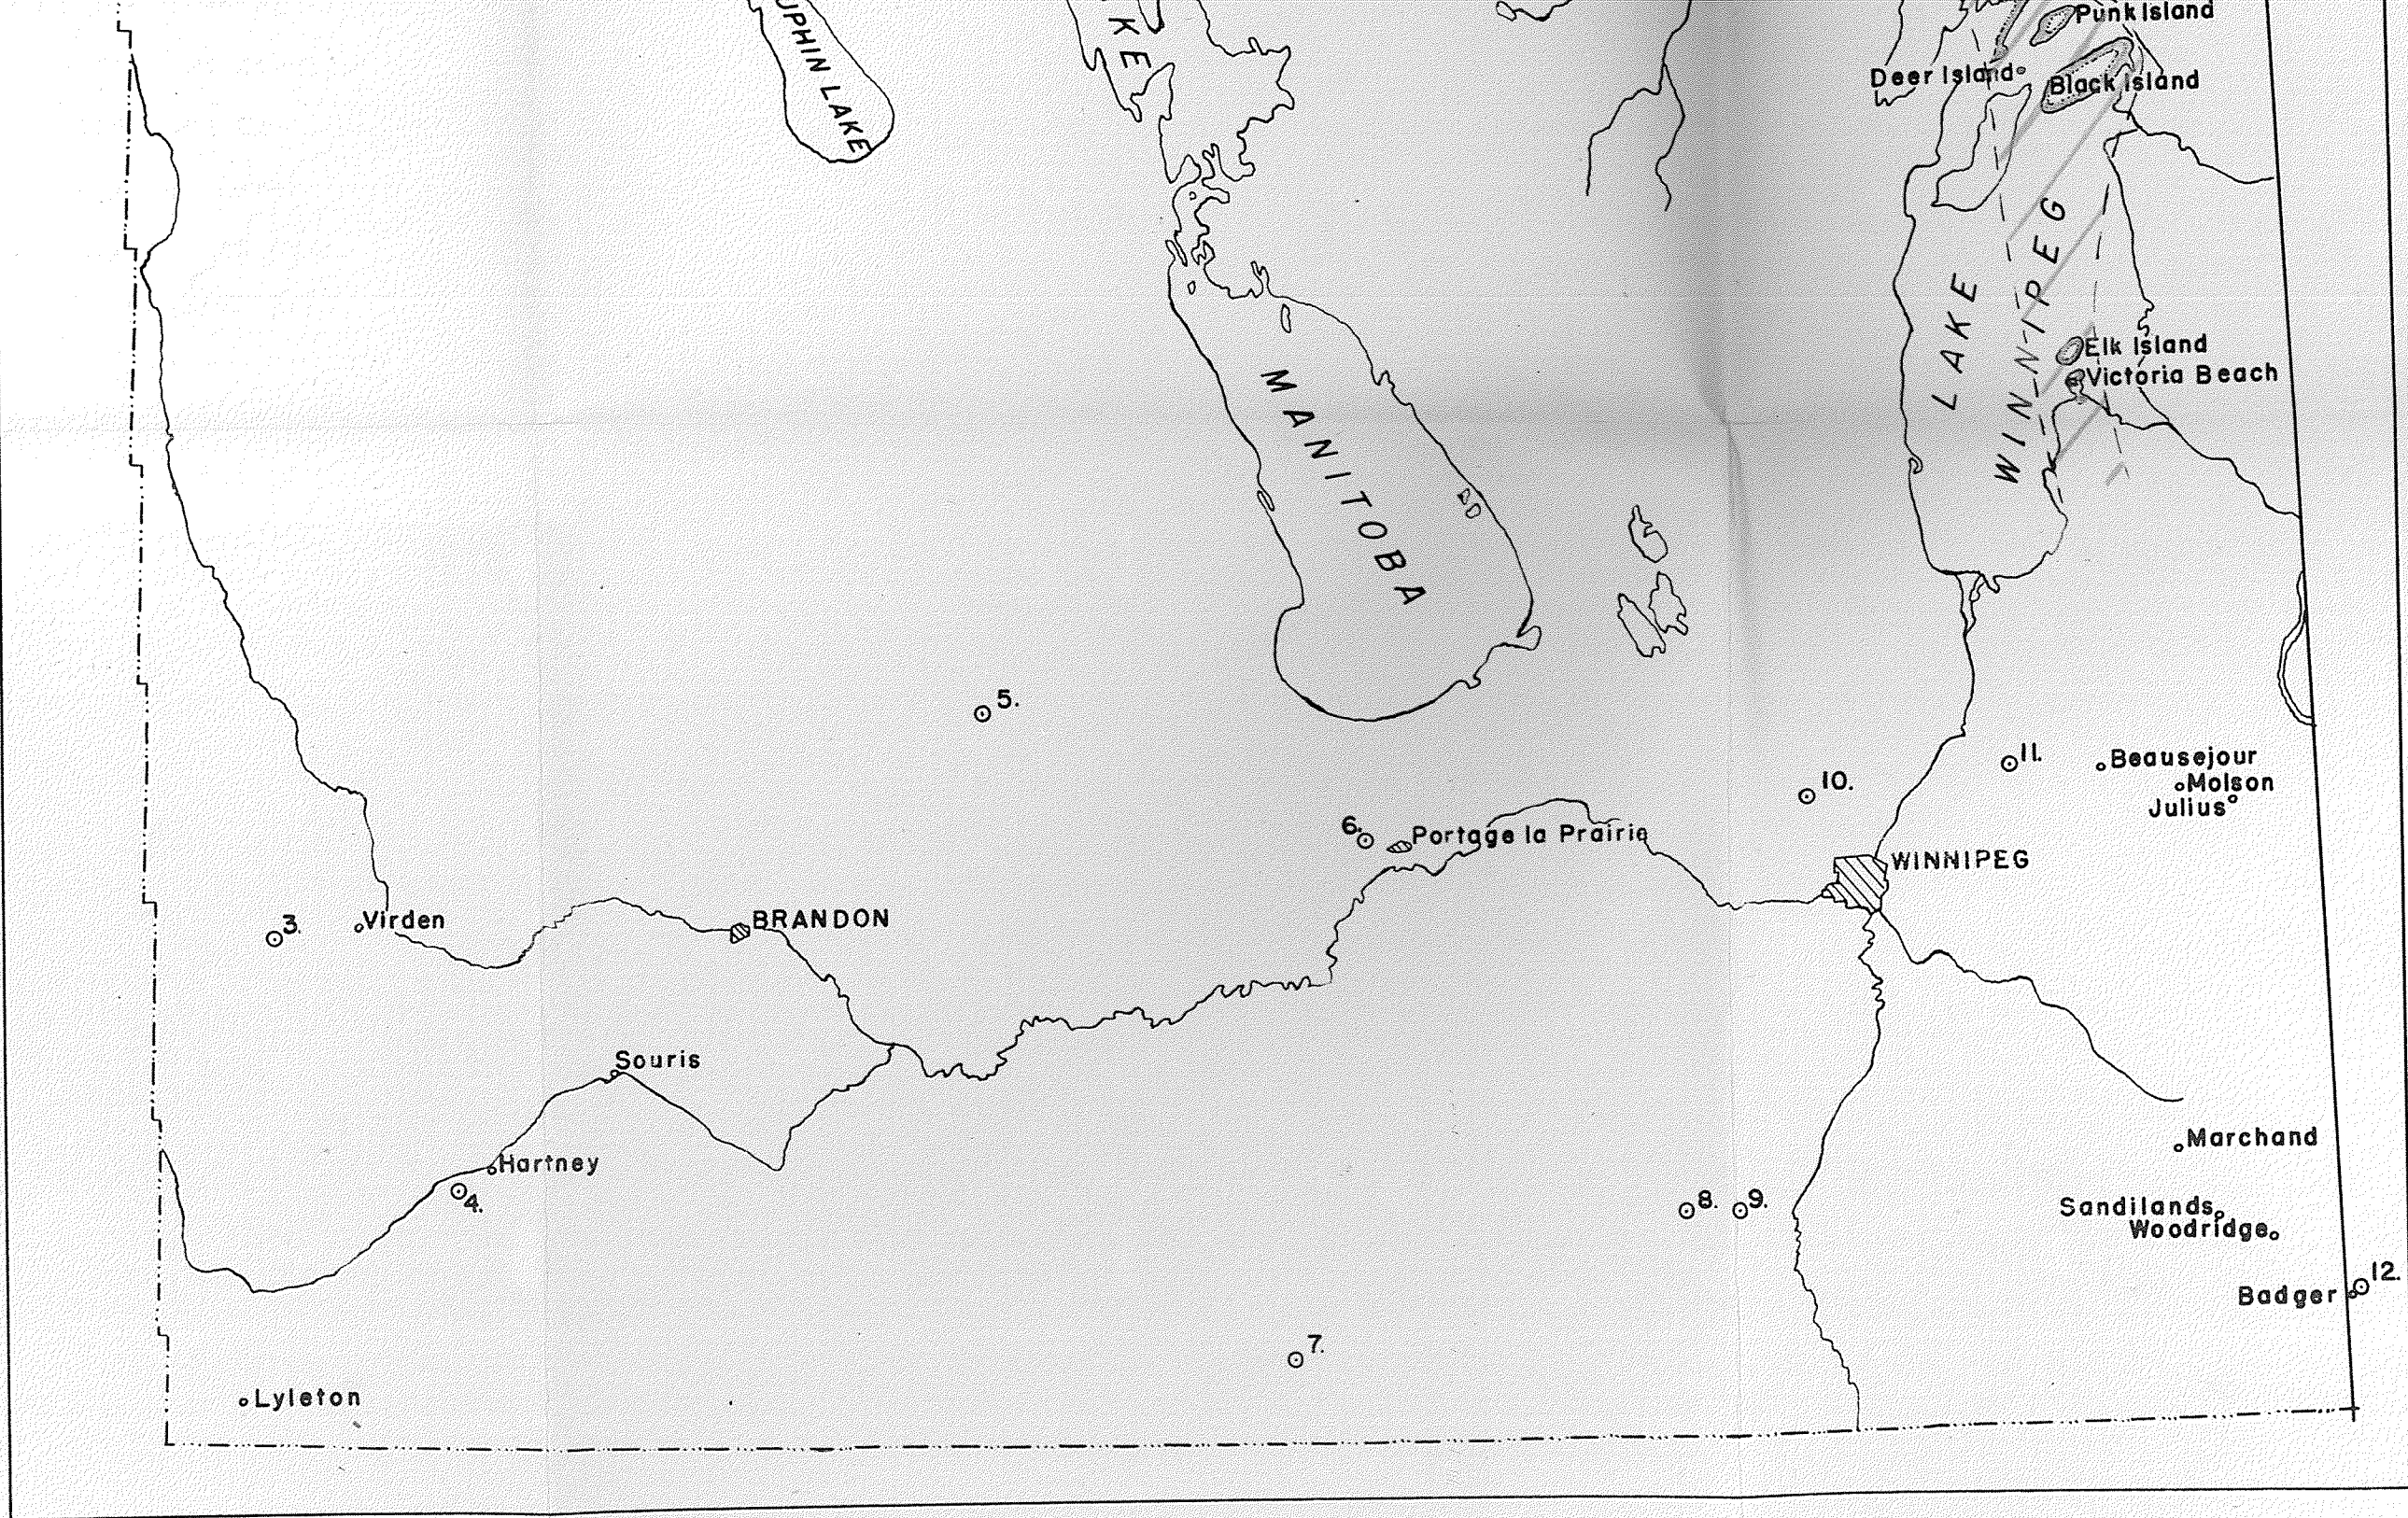 Punk Island
Deer Island
Black Island
UPHIN LAKE
KE
LAKE
WINNIPEG
Elk Island
Victoria Beach
MANITOBA
5.
10.
11.
Beausejour
Molson
Julius
6.
Portage la Prairie
WINNIPEG
3.
Virden
BRANDON
Souris
Hartney
4.
Marchand
8.
9.
Sandilands
Woodridge
12.
Badger
7.
Lyleton